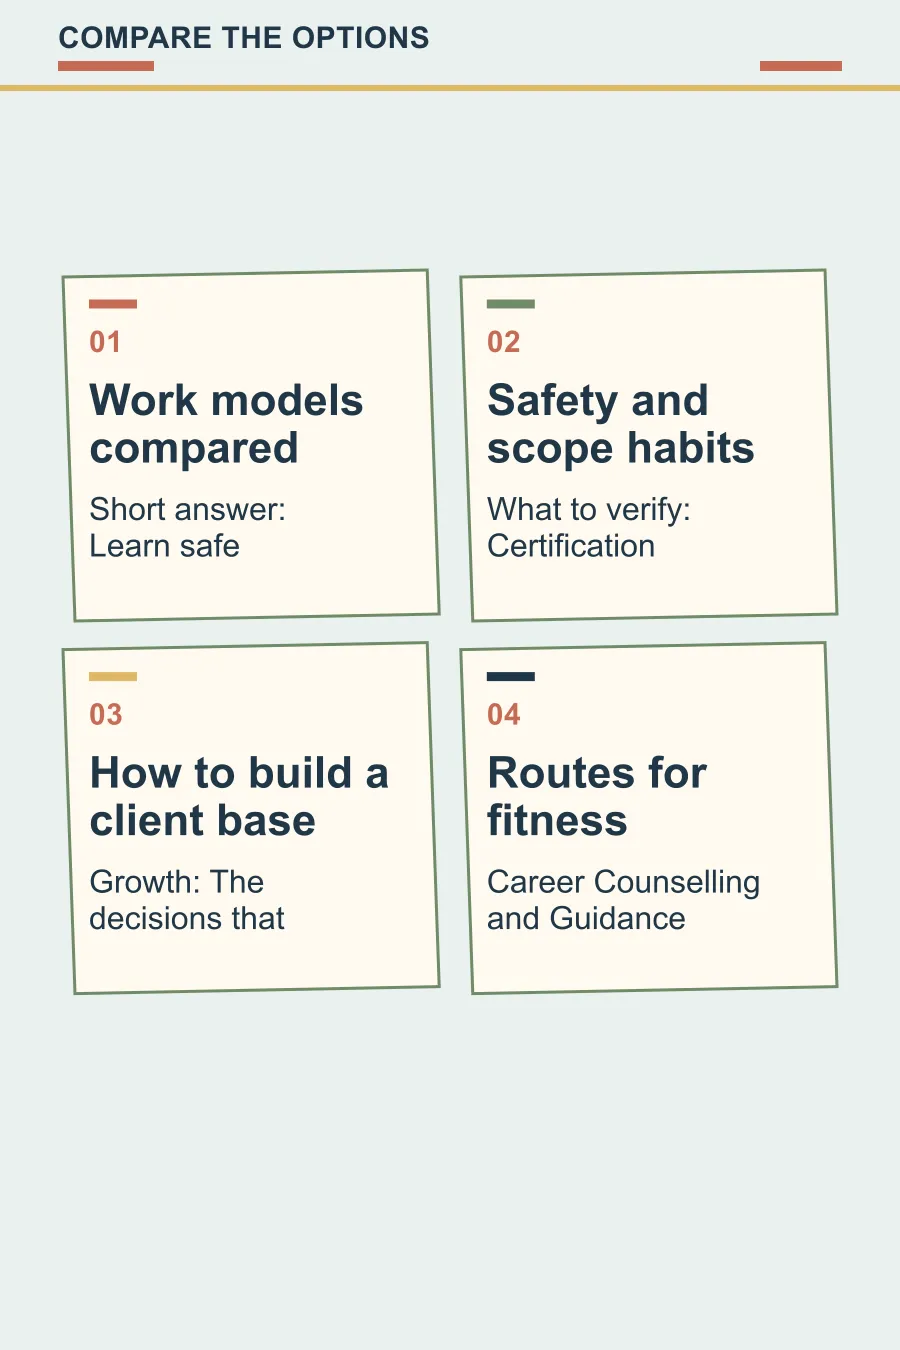 COMPARE THE OPTIONS
01
Work models
compared
Short answer:
Learn safe
02
Safety and
scope habits
What to verify:
Certification
03
How to build a
client base
Growth: The
decisions that
04
Routes for
fitness
Career Counselling
and Guidance